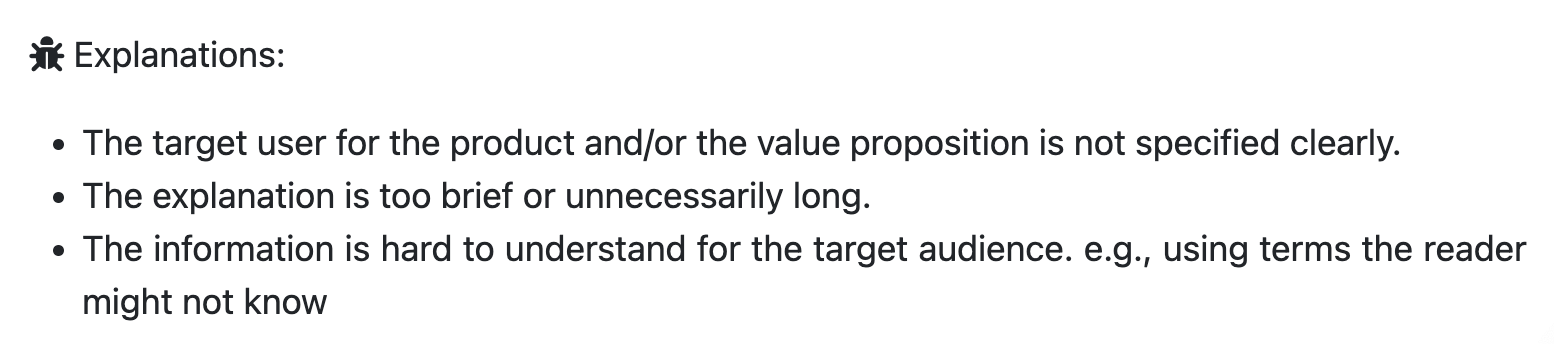 Explanations:
• The target user for the product and/or the value proposition is not specified clearly.
• The explanation is too brief or unnecessarily long.
• The information is hard to understand for the target audience. e.g., using terms the reader
might not know